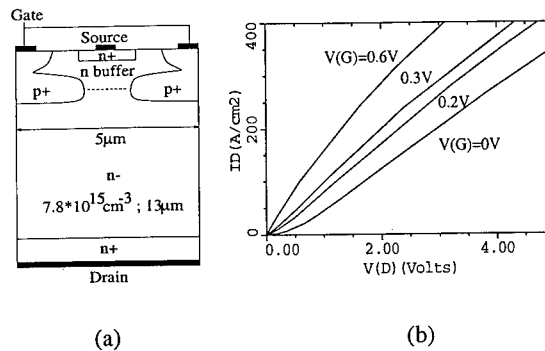 Gate
Source
n+
n buffer
p+ p+
5μm
n-
7.8*10^15cm^-3 ; 13μm
n+
Drain
(a)
400
200
0
ID(A/cm2)
V(G)=0.6V
0.3V
0.2V
V(G)=0V
0.00 2.00 4.00
V(D)(Volts)
(b)